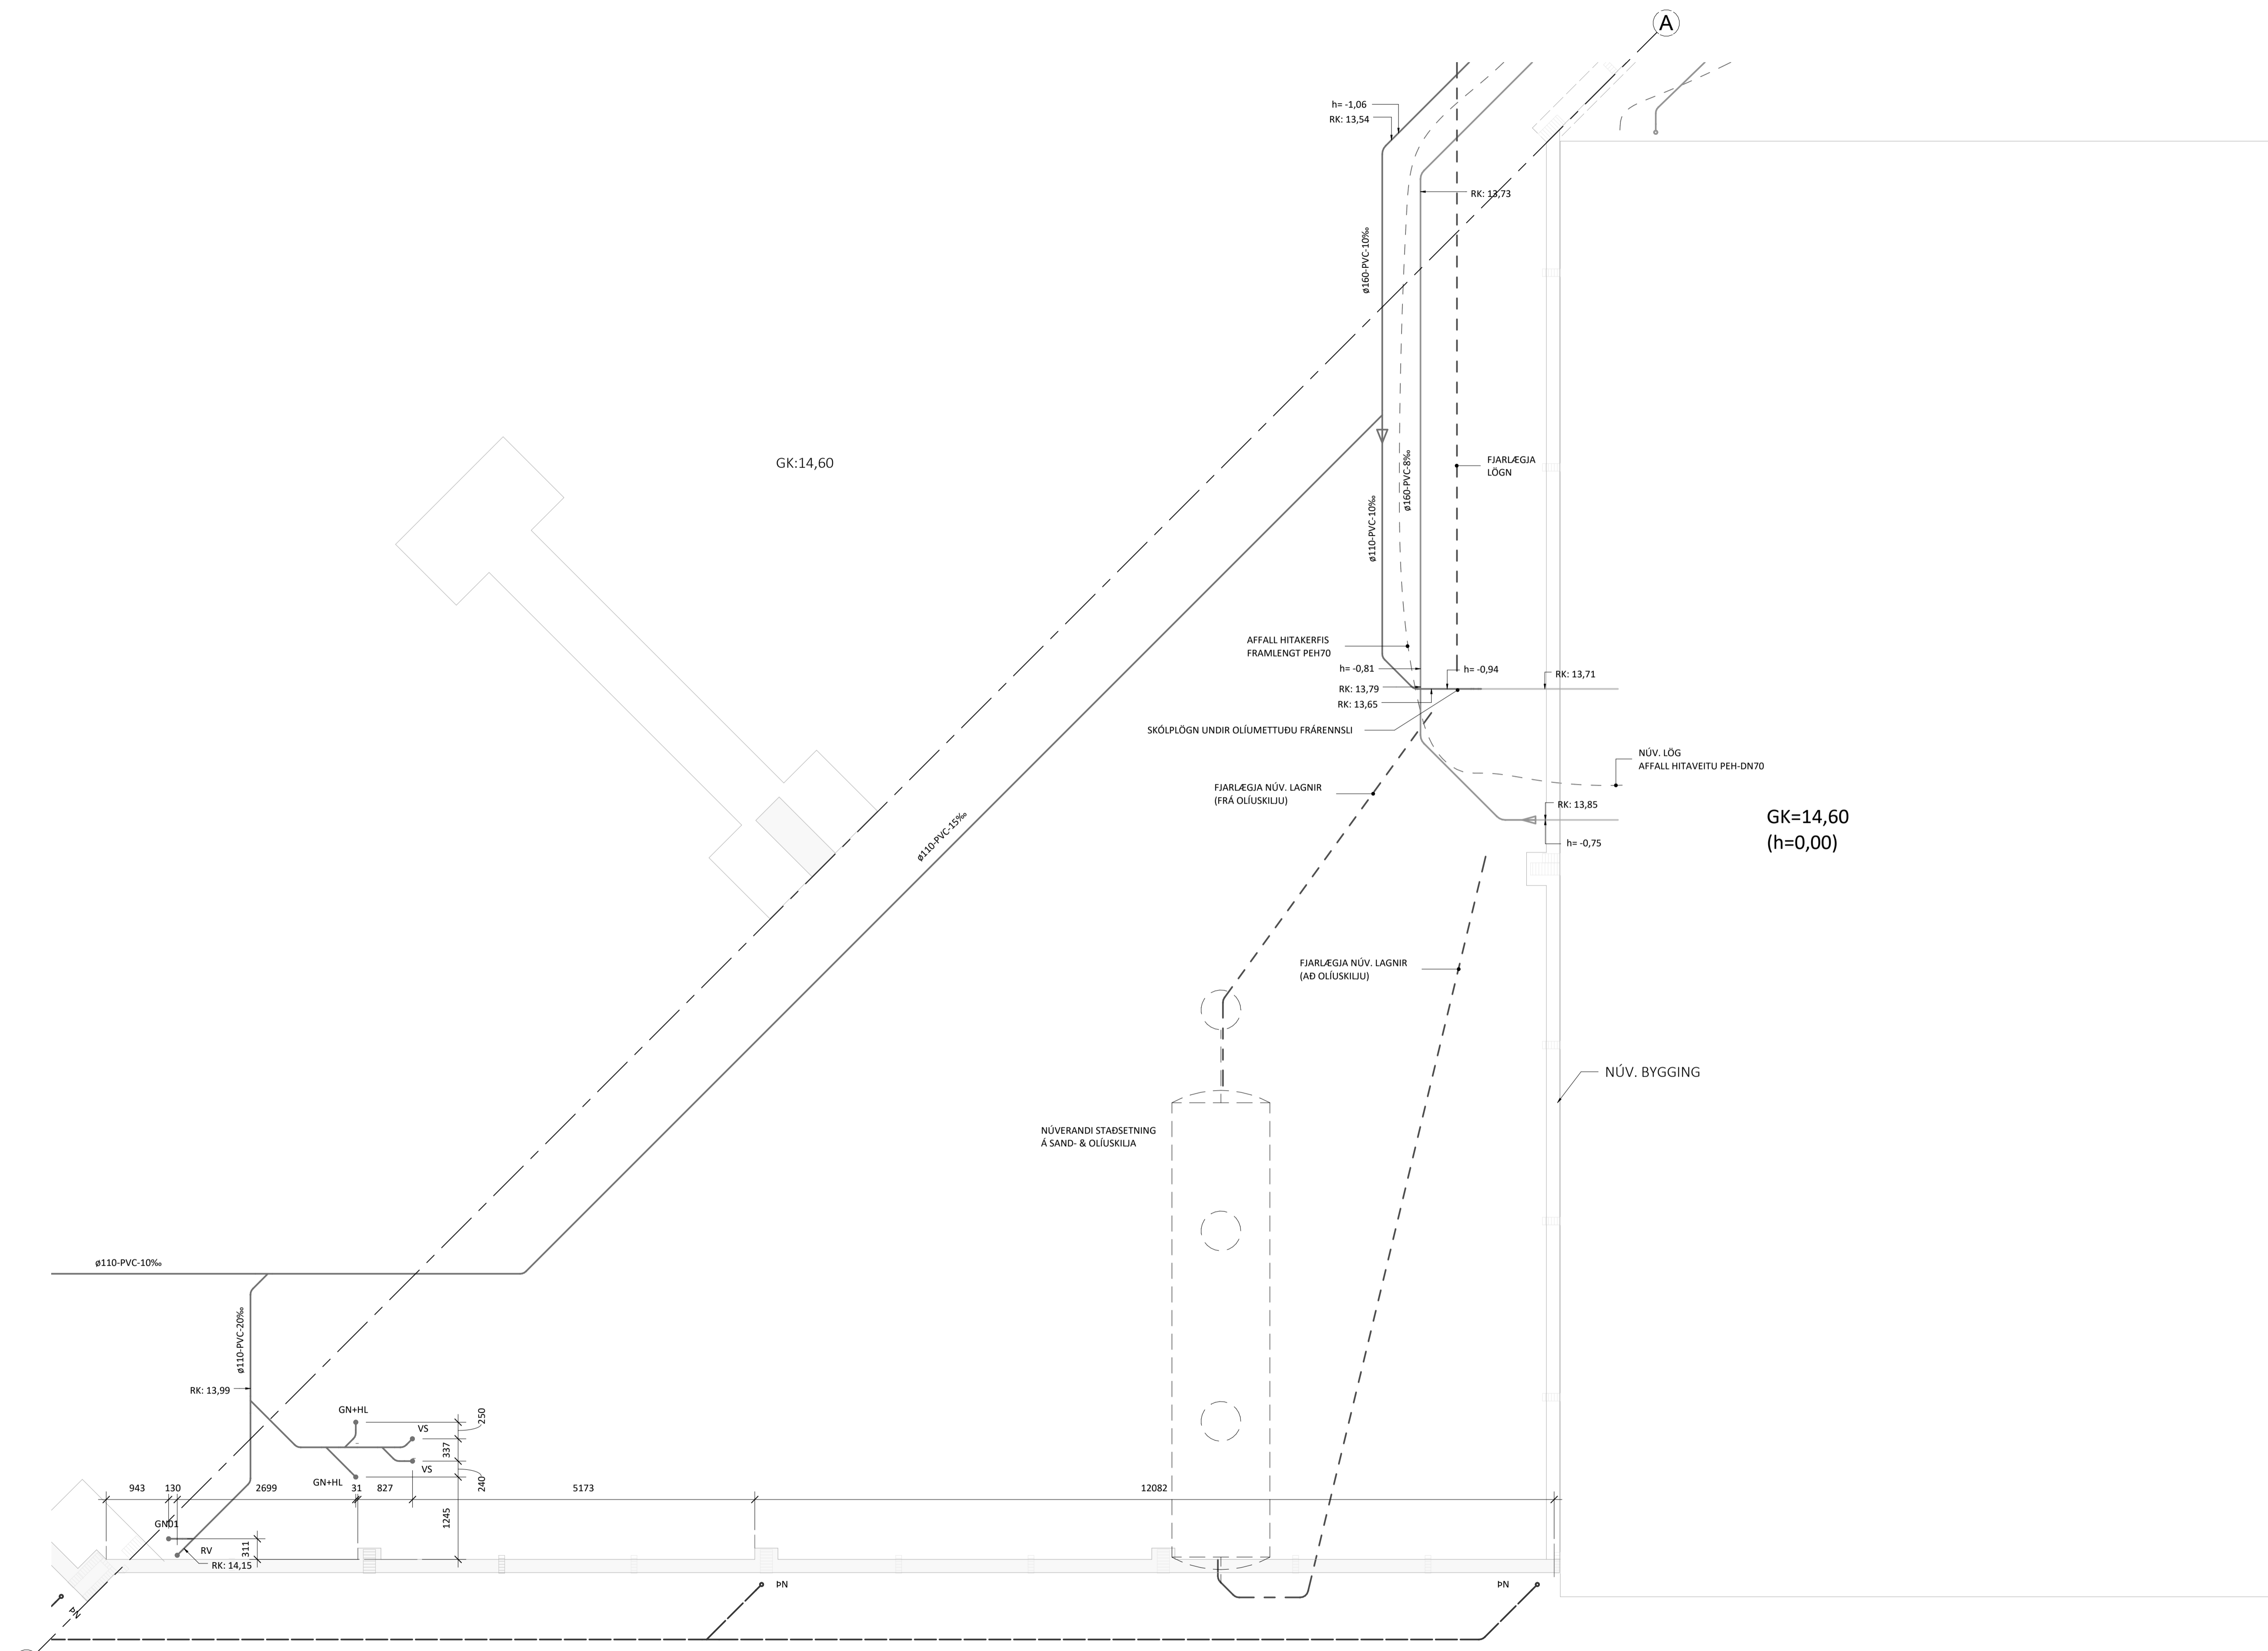 A
h= -1,06
RK: 13,54
RK: 13,73
ø160-PVC-10‰
GK:14,60
FJARLÆGJA
LÖGN
ø160-PVC-8‰
ø110-PVC-10‰
AFFALL HITAKERFIS
FRAMLENGT PEH70
h= -0,81
h= -0,94
RK: 13,71
RK: 13,79
RK: 13,65
SKÓLPLÖGN UNDIR OLÍUMETTUÐU FRÁRENNSLI
NÚV. LÖG
AFFALL HITAVEITU PEH-DN70
FJARLÆGJA NÚV. LAGNIR
(FRÁ OLÍUSKILJU)
RK: 13,85
GK=14,60
(h=0,00)
h= -0,75
ø110-PVC-15‰
FJARLÆGJA NÚV. LAGNIR
(AÐ OLÍUSKILJU)
NÚV. BYGGING
NÚVERANDI STAÐSETNING
Á SAND- & OLÍUSKILJA
ø110-PVC-10‰
ø110-PVC-20‰
RK: 13,99
GN+HL
VS
250
337
VS
GN+HL
240
943
130
2699
31
827
5173
12082
1245
GN01
RV
311
RK: 14,15
ÞN
ÞN
ÞN